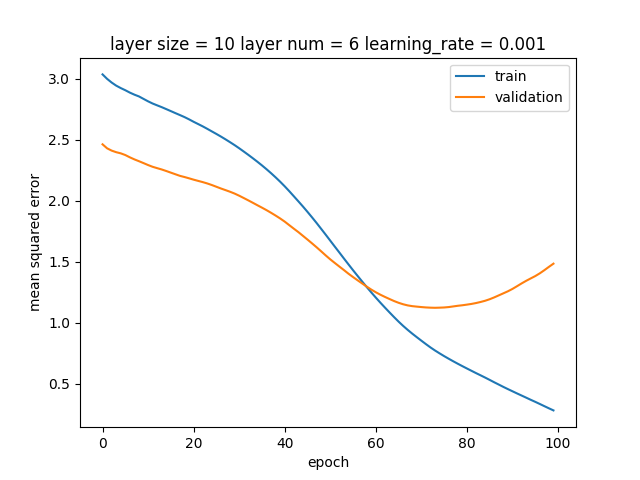 layer size = 10 layer num = 6 learning_rate = 0.001
train
validation
mean squared error
3.0
2.5
2.0
1.5
1.0
0.5
0 20 40 60 80 100
epoch